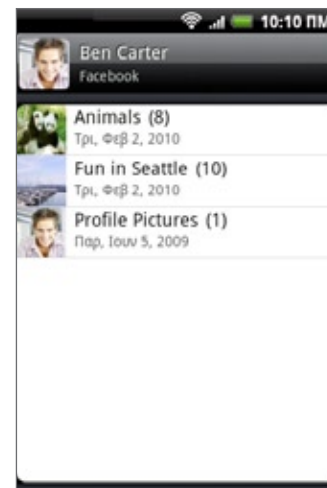 10:10 ΠΜ
Ben Carter
Facebook
Animals (8)
Τρι, Φεβ 2, 2010
Fun in Seattle (10)
Τρι, Φεβ 2, 2010
Profile Pictures (1)
Παρ, Ιουν 5, 2009